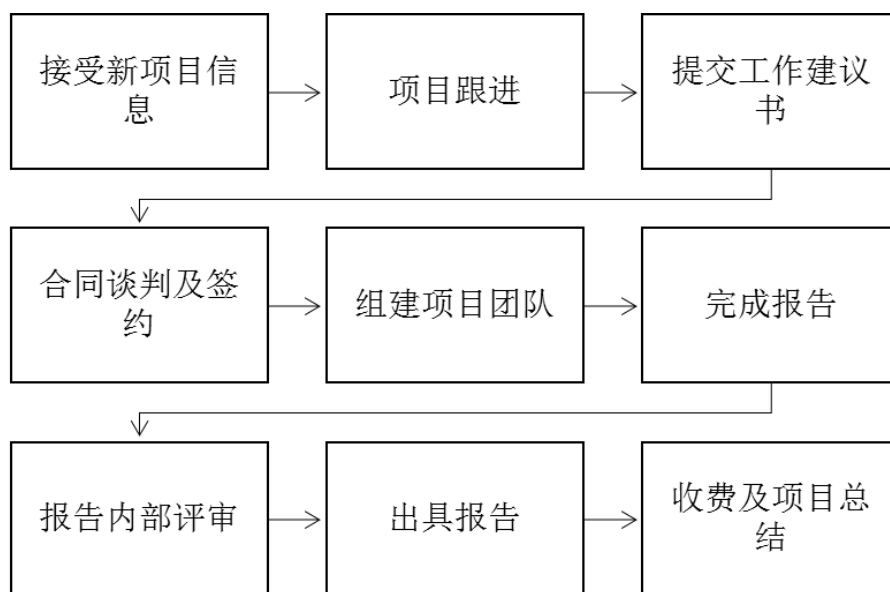 接受新项目信
息
项目跟进
提交工作建议
书
合同谈判及签
约
组建项目团队
完成报告
报告内部评审
出具报告
收费及项目总
结